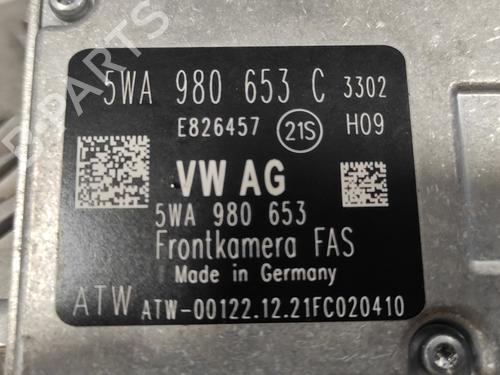 5WA 980 653 C 3302
E826457 21S H09
VW AG
5WA 980 653
Frontkamera FAS
Made in Germany
ATW ATW-00122.12.21FC020410
B-PARTS